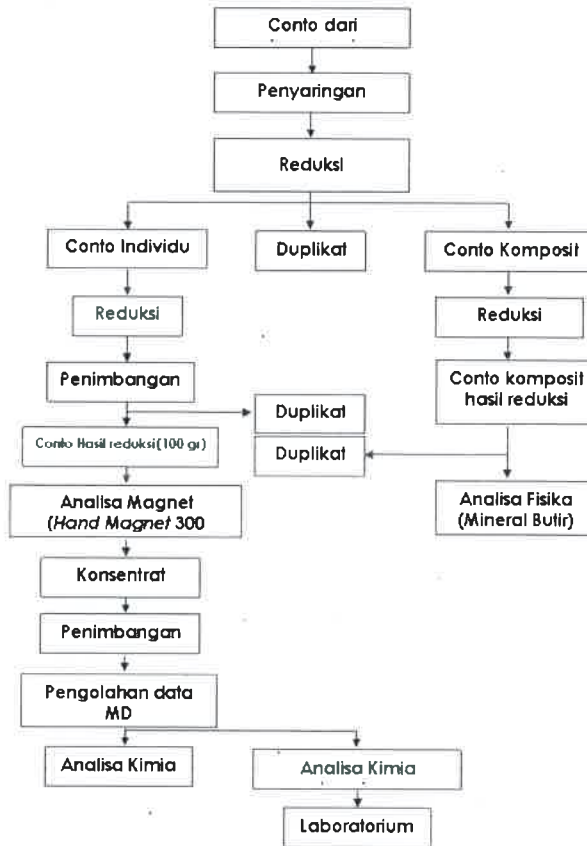 Conto dari
Penyaringan
Reduksi
Conto Individu
Duplikat
Conto Komposit
Reduksi
Reduksi
Penimbangan
Conto komposit
hasil reduksi
Duplikat
Conto Hasil reduksi(100 gr)
Duplikat
Analisa Magnet
(Hand Magnet 300
Analisa Fisika
(Mineral Butir)
Konsentrat
Penimbangan
Pengolahan data
MD
Analisa Kimia
Analisa Kimia
Laboratorium